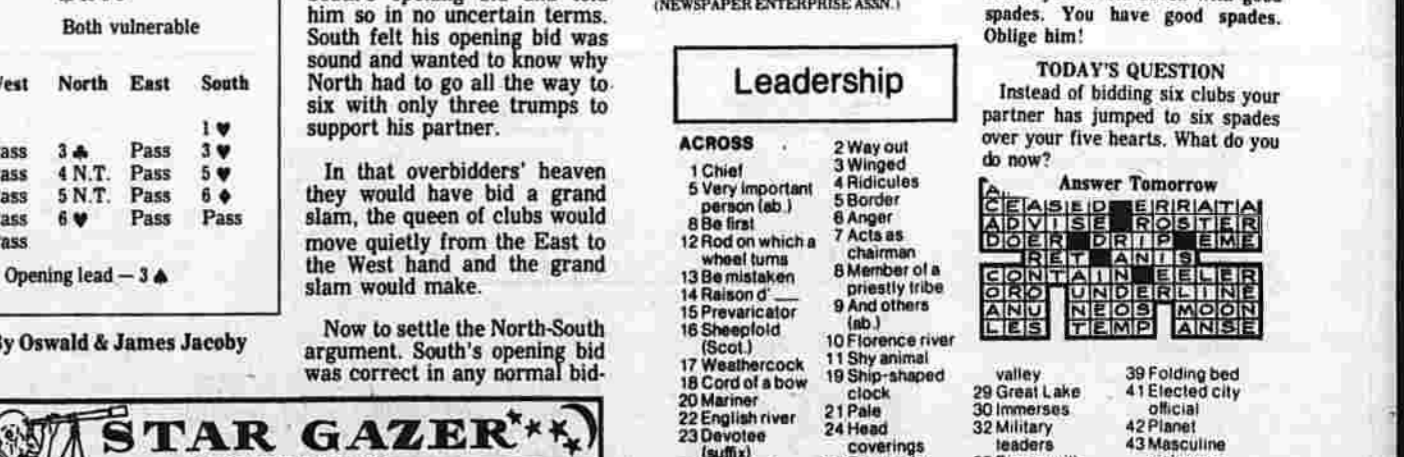 Both vulnerable
North East South
1 ♥
3 ♣ Pass 3 ♥
4 N.T. Pass 5 ♥
5 N.T. Pass 6 ♦
6 ♥ Pass Pass
Opening lead — 3 ♠
By Oswald & James Jacoby
him so in no uncertain terms.
South felt his opening bid was
sound and wanted to know why
North had to go all the way to
six with only three trumps to
support his partner.
In that overbidders' heaven
they would have bid a grand
slam, the queen of clubs would
move quietly from the East to
the West hand and the grand
slam would make.
Now to settle the North-South
argument. South's opening bid
was correct in any normal bid-
STAR GAZER
(NEWSPAPER ENTERPRISE ASSN.)
Leadership
ACROSS
1 Chief
5 Very important
person (ab.)
8 Be first
12 Rod on which a
wheel turns
13 Be mistaken
14 Raison d' ___
15 Prevaricator
16 Sheepfold
(Scot.)
17 Weathercock
18 Cord of a bow
20 Mariner
22 English river
23 Devotee
(suffix)
2 Way out
3 Winged
4 Ridicules
5 Border
6 Anger
7 Acts as
chairman
8 Member of a
priestly tribe
9 And others
(ab.)
10 Florence river
11 Shy animal
19 Ship-shaped
clock
21 Pale
24 Head
coverings
spades. You have good spades.
Oblige him!
TODAY'S QUESTION
Instead of bidding six clubs your
partner has jumped to six spades
over your five hearts. What do you
do now?
Answer Tomorrow
CEASED ERRATA
ADVISE ROSTER
DOER DRIP EME
RET ANIS
CONTAIN EELER
ORO UNDERLINE
ANU NEOS MOON
LES TEMP ANSE
valley
29 Great Lake
30 Immerses
32 Military
leaders
39 Folding bed
41 Elected city
official
42 Planet
43 Masculine